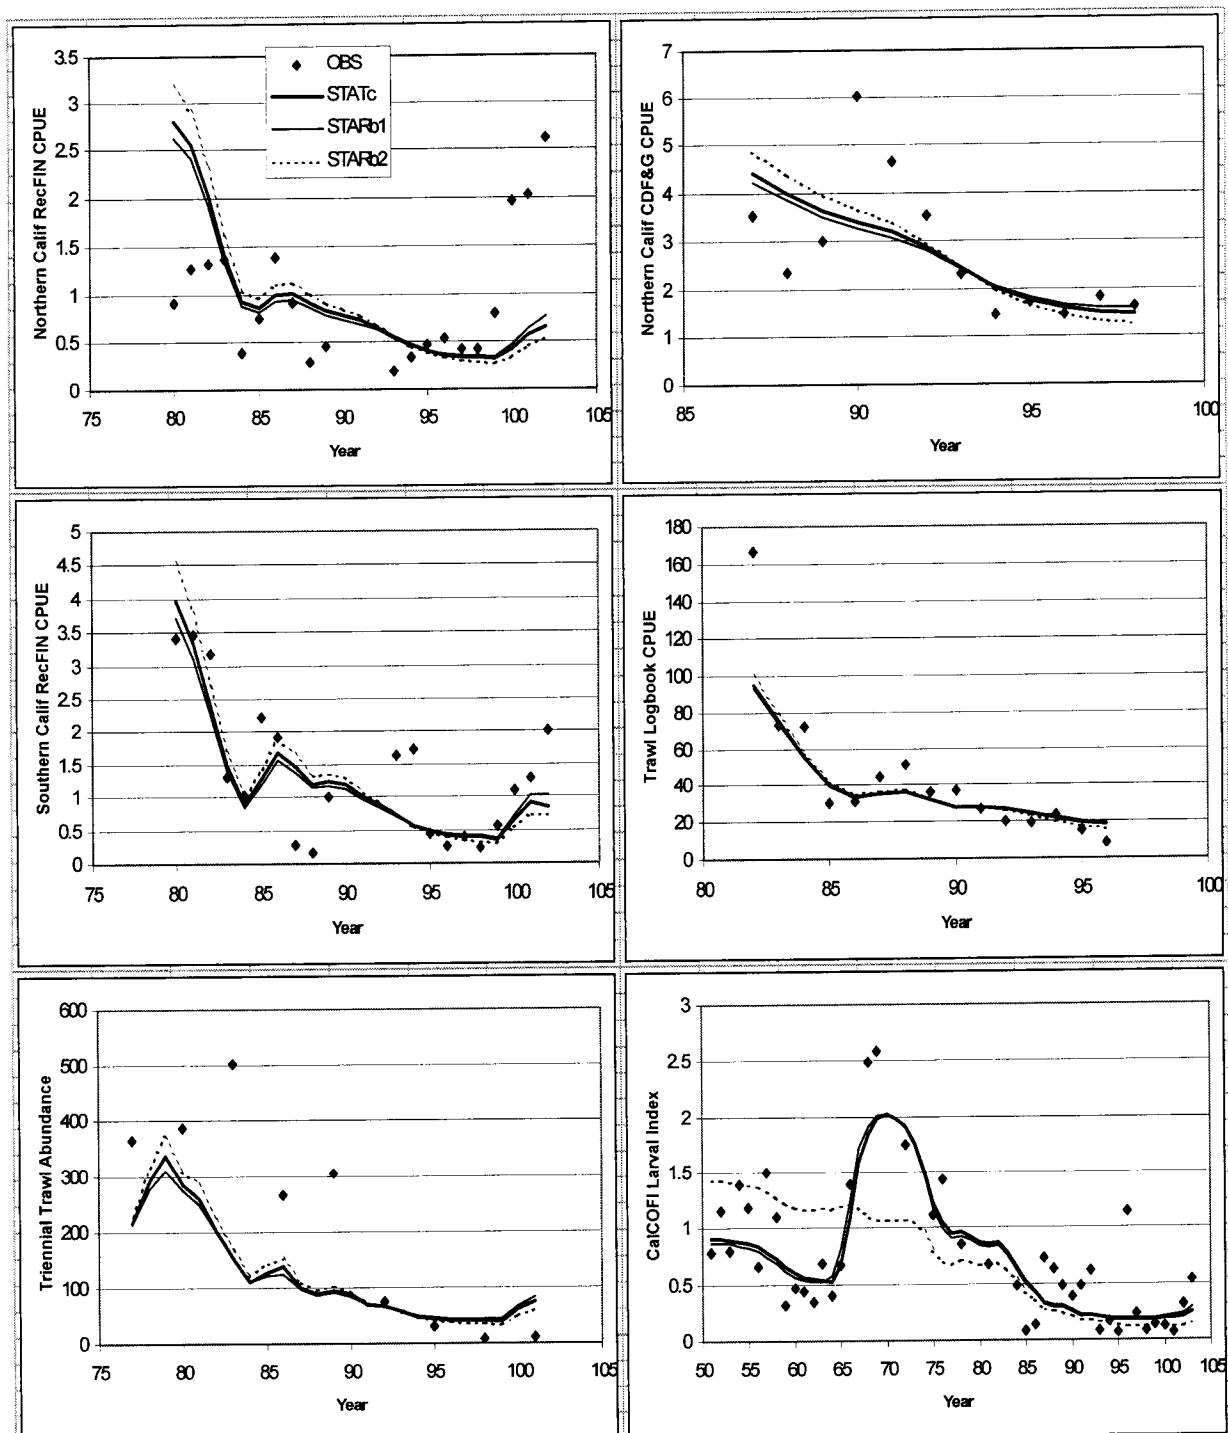 3.5
3
2.5
2
1.5
1
0.5
0
75 80 85 90 95 100 105
Northern Calif RecFIN CPUE
Year
OBS
STATc
STARb1
STARb2
7
6
5
4
3
2
1
0
85 90 95 100
Northern Calif CDF&G CPUE
Year
5
4.5
4
3.5
3
2.5
2
1.5
1
0.5
0
75 80 85 90 95 100 105
Southern Calif RecFIN CPUE
Year
180
160
140
120
100
80
60
40
20
0
80 85 90 95 100
Trawl Logbook CPUE
Year
600
500
400
300
200
100
0
75 80 85 90 95 100 105
Triennial Trawl Abundance
Year
3
2.5
2
1.5
1
0.5
0
50 55 60 65 70 75 80 85 90 95 100 105
CalCOFI Larval Index
Year